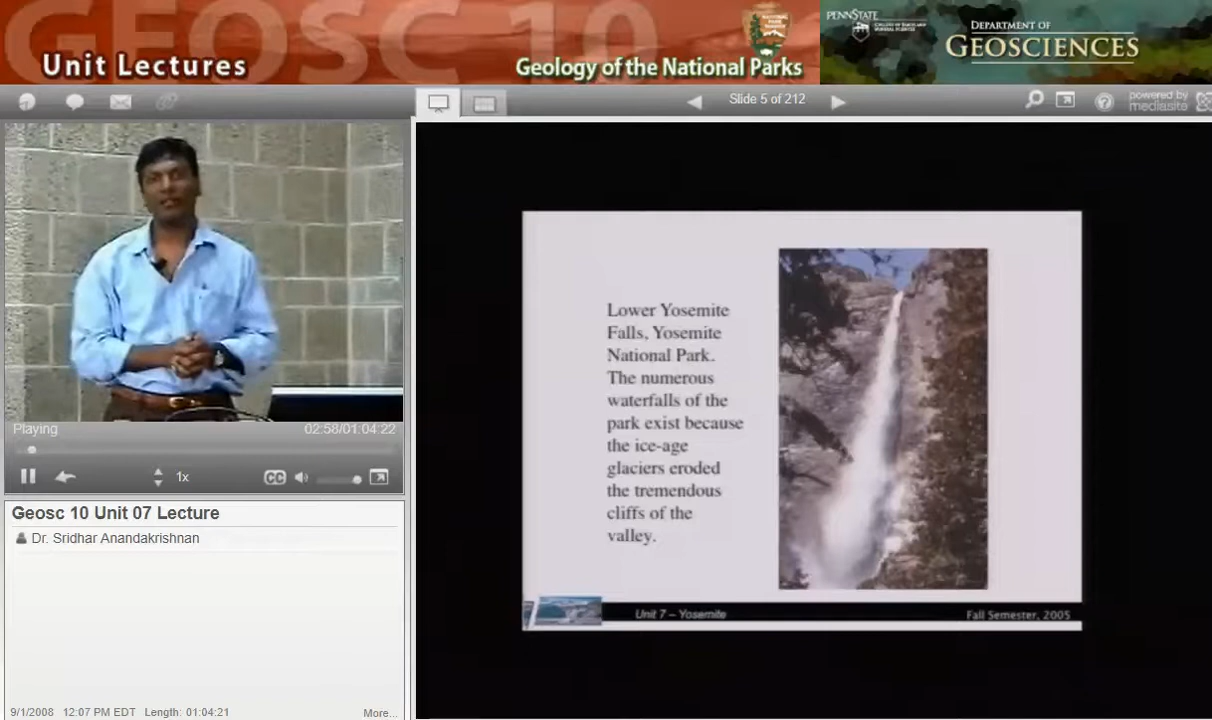 GEOSC 10
Unit Lectures
Geology of the National Parks
PENNSTATE
DEPARTMENT OF
GEOSCIENCES
Slide 5 of 212
powered by
mediasite
Lower Yosemite
Falls, Yosemite
National Park.
The numerous
waterfalls of the
park exist because
the ice-age
glaciers eroded
the tremendous
cliffs of the
valley.
Unit 7 – Yosemite
Fall Semester, 2005
Playing
02:58/01:04:22
1x
CC
Geosc 10 Unit 07 Lecture
Dr. Sridhar Anandakrishnan
9/1/2008 12:07 PM EDT Length: 01:04:21
More...